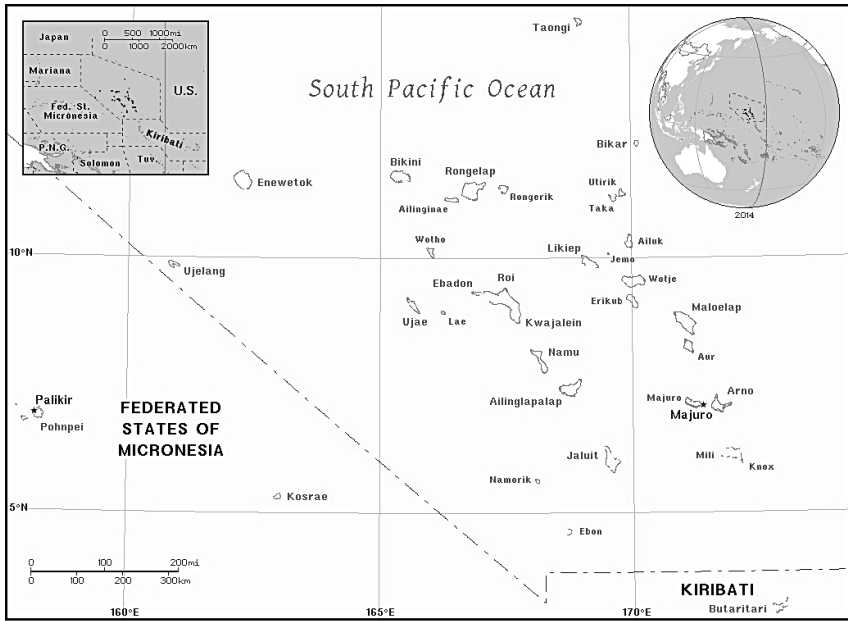 Japan
0 500 1000mi
0 1000 2000km
Mariana
U.S.
Fed. St.
Micronesia
Kiribati
P.N.G.
Solomon
Tuv.
Taongi
South Pacific Ocean
2014
Bikar
Bikini
Rongelap
Enewetok
Utirik
Rongerik
Ailinginae
Taka
Wotho
Ailuk
Likiep
10°N
Jemo
Ujelang
Roi
Wotje
Ebadon
Erikub
Maloelap
Ujae
Lae
Kwajalein
Namu
Aur
Palikir
Ailinglapalap
Majuro
Arno
FEDERATED
STATES OF
MICRONESIA
Majuro
Pohnpei
Jaluit
Mili
Knox
Namorik
Kosrae
5°N
Ebon
0 100 200mi
0 100 200 300km
KIRIBATI
Butaritari
160°E
165°E
170°E